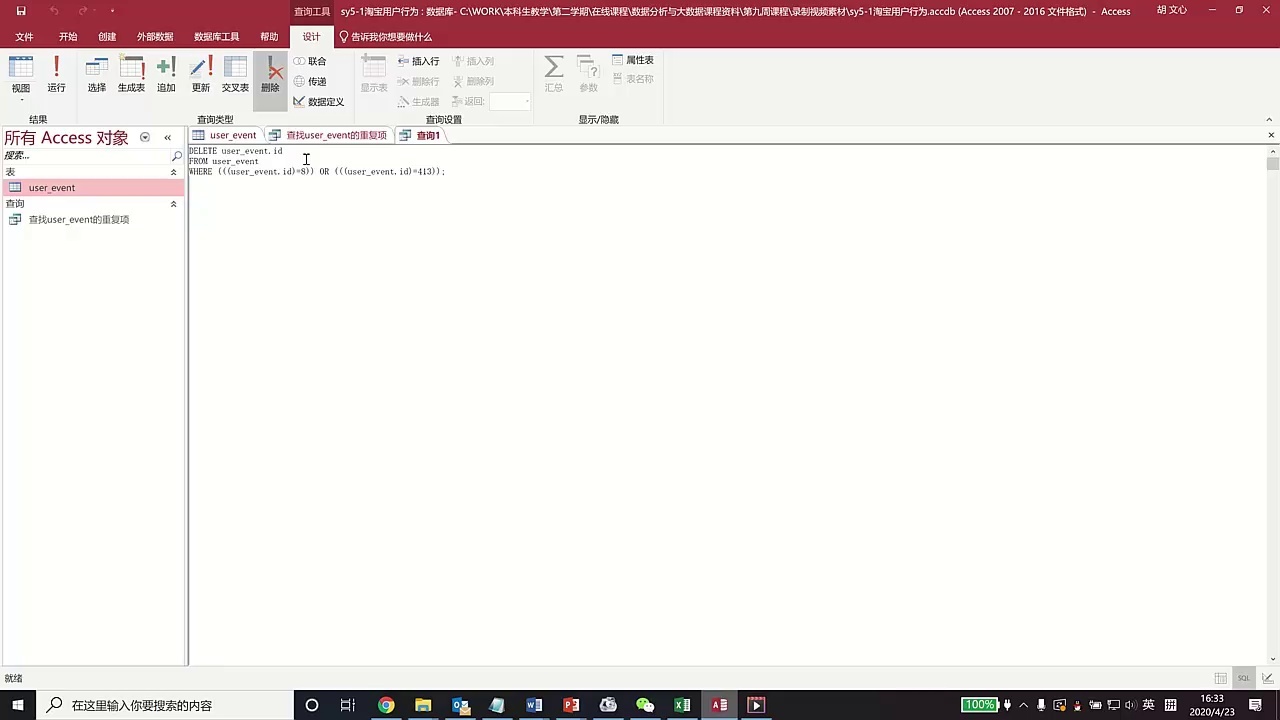 查询工具
sy5-1淘宝用户行为 : 数据库- C:\WORK\本科生教学\第二学期\在线课程\数据分析与大数据课程资料\第九周课程\录制视频素材\sy5-1淘宝用户行为.accdb (Access 2007 - 2016 文件格式) - Access
胡 文心
文件 开始 创建 外部数据 数据库工具 帮助 设计 告诉我你想要做什么
视图 运行 选择 生成表 追加 更新 交叉表 删除
联合
传递
数据定义
显示表
插入行
删除行
生成器
插入列
删除列
返回:
汇总 参数
属性表
表名称
结果 查询类型 查询设置 显示/隐藏
所有 Access 对象 «
搜索...
表
user_event
查询
查找user_event的重复项
user_event 查找user_event的重复项 查询1
DELETE user_event.id
FROM user_event
WHERE (((user_event.id)=8)) OR (((user_event.id)=413));
就绪
SQL
在这里输入你要搜索的内容
100%
英
拼
16:33
2020/4/23